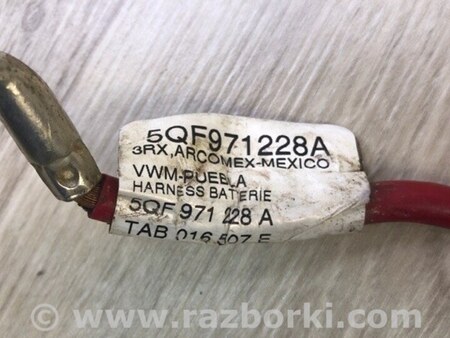 5QF971228A
3RX,ARCOMEX-MEXICO
VWM-PUEBLA
HARNESS BATERIE
5QF 971 228 A
TAB 016 507 E
© www.razborki.com